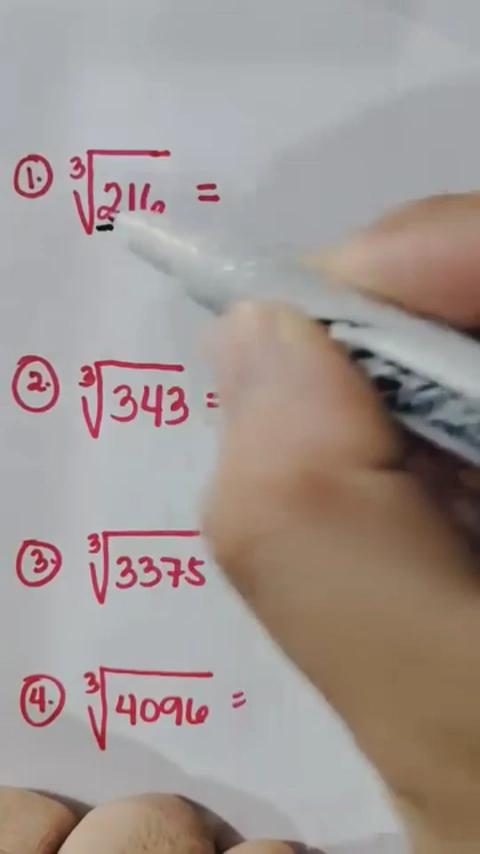 1. ∛216 =
2. ∛343 =
3. ∛3375
4. ∛4096 =